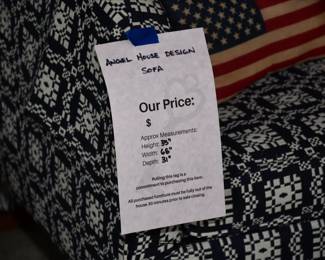 ANGEL HOUSE DESIGN
SOFA
Our Price:
$
Approx Measurements:
Height: 35"
Width: 68"
Depth: 31"
Pulling this tag is a
commitment to purchasing this item.
All purchased furniture must be fully out of the
house 30 minutes prior to sale closing.